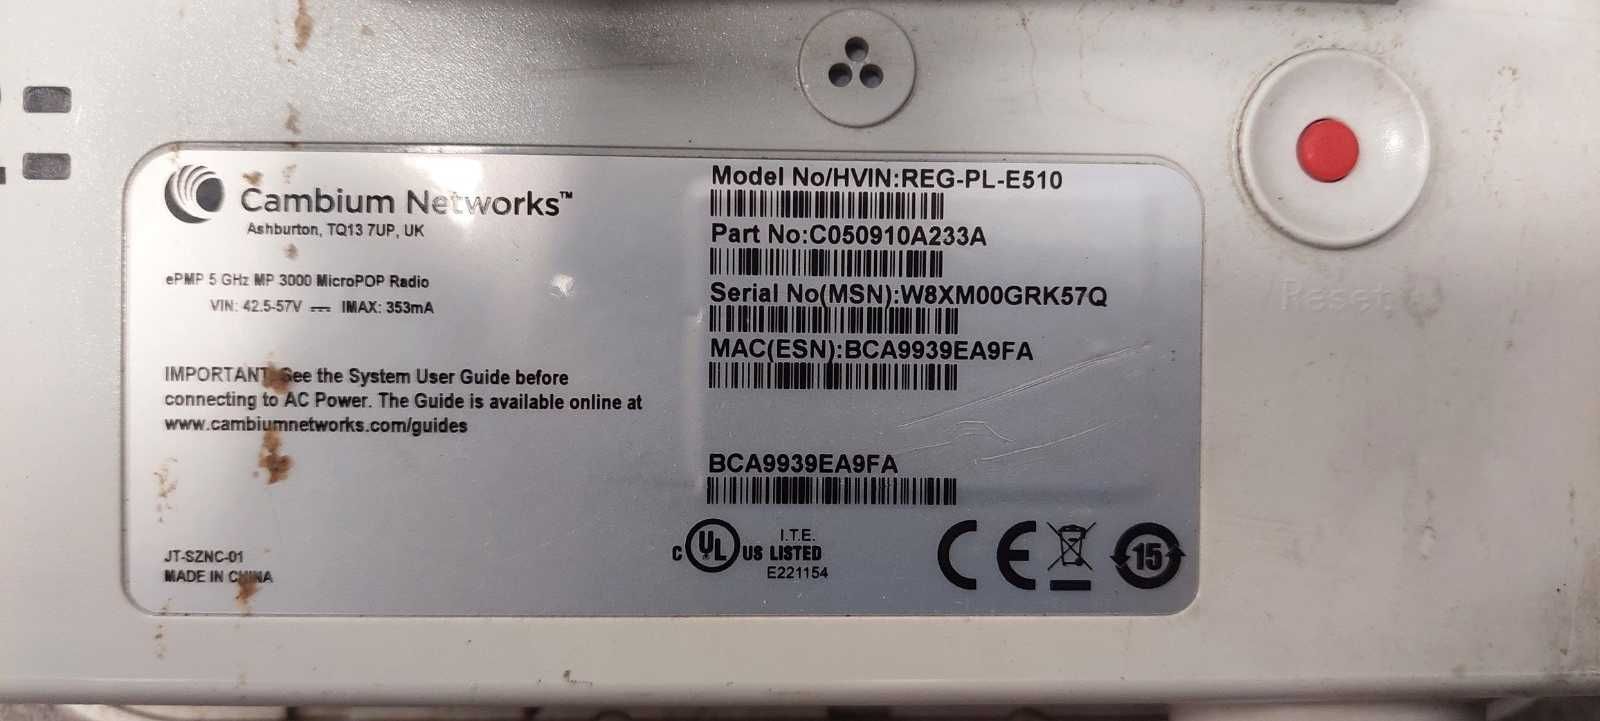 Cambium Networks™
Ashburton, TQ13 7UP, UK
ePMP 5 GHz MP 3000 MicroPOP Radio
VIN: 42.5-57V ⎓ IMAX: 353mA
IMPORTANT: See the System User Guide before
connecting to AC Power. The Guide is available online at
www.cambiumnetworks.com/guides
JT-SZNC-01
MADE IN CHINA
Model No/HVIN:REG-PL-E510
Part No:C050910A233A
Serial No(MSN):W8XM00GRK57Q
MAC(ESN):BCA9939EA9FA
BCA9939EA9FA
C UL US LISTED
I.T.E.
E221154
CE
15
Reset